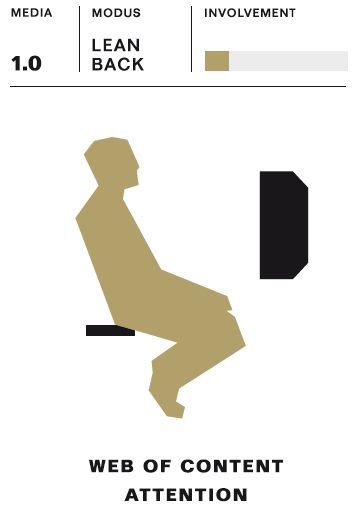 MEDIA
MODUS
INVOLVEMENT
1.0
LEAN
BACK
WEB OF CONTENT
ATTENTION